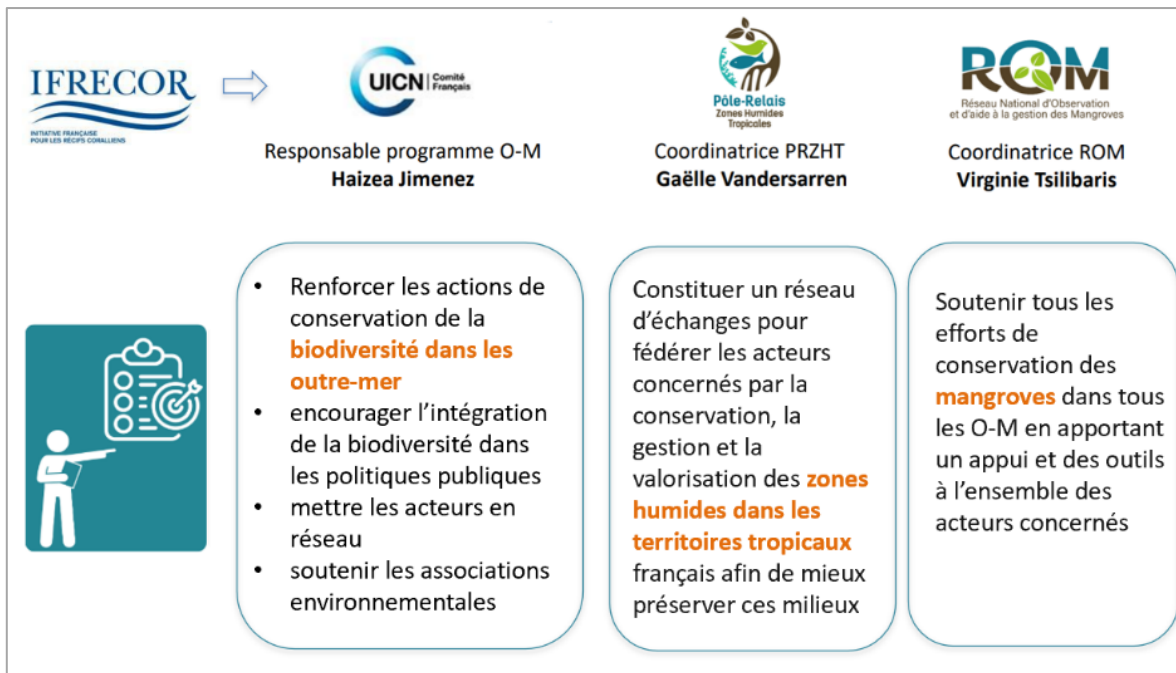 IFRECOR
INITIATIVE FRANÇAISE
POUR LES RÉCIFS CORALLIENS
UICN | Comité
Français
Responsable programme O-M
Haizea Jimenez
Pôle-Relais
Zones Humides
Tropicales
Coordinatrice PRZHT
Gaëlle Vandersarren
ROM
Réseau National d'Observation
et d'aide à la gestion des Mangroves
Coordinatrice ROM
Virginie Tsilibaris
• Renforcer les actions de
conservation de la
biodiversité dans les
outre-mer
• encourager l'intégration
de la biodiversité dans
les politiques publiques
• mettre les acteurs en
réseau
• soutenir les associations
environnementales
Constituer un réseau
d'échanges pour
fédérer les acteurs
concernés par la
conservation, la
gestion et la
valorisation des zones
humides dans les
territoires tropicaux
français afin de mieux
préserver ces milieux
Soutenir tous les
efforts de
conservation des
mangroves dans tous
les O-M en apportant
un appui et des outils
à l'ensemble des
acteurs concernés